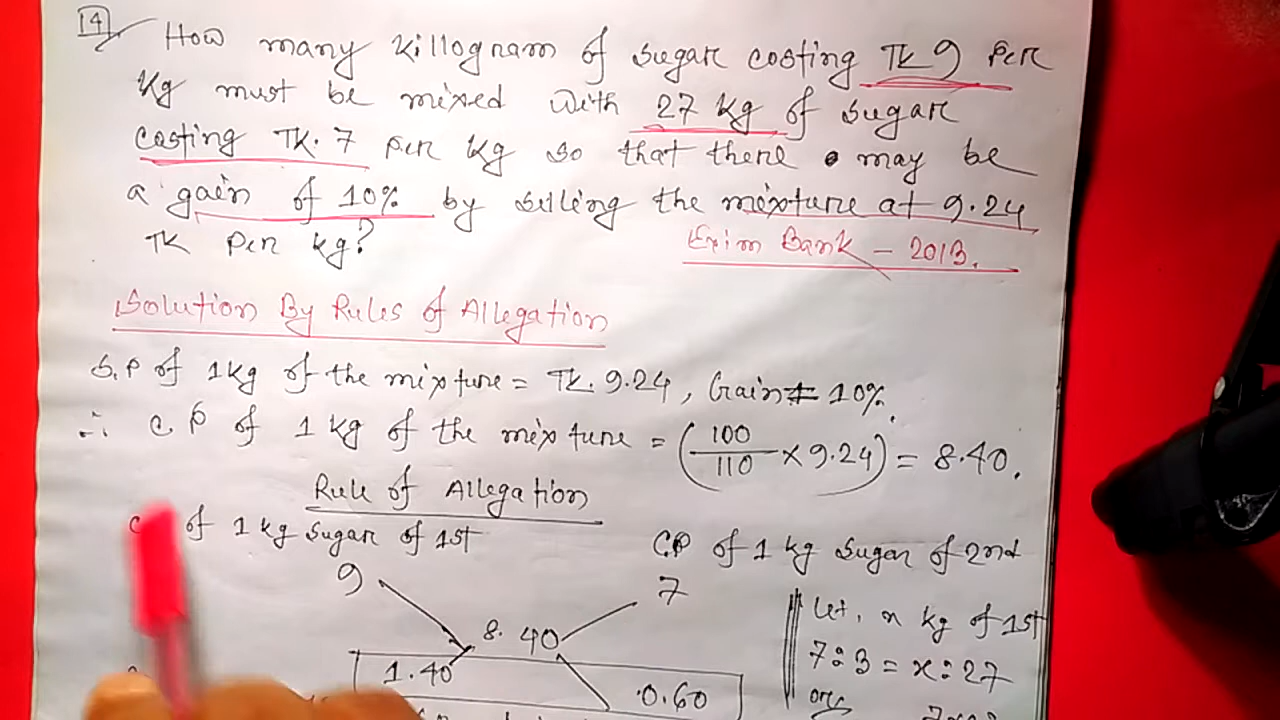 14
How many killogram of sugar costing TK 9 per
kg must be mixed with 27 kg of sugar
costing TK. 7 per kg so that there may be
a gain of 10% by selling the mixture at 9.24
TK per kg?
Exim Bank - 2013.
Solution By Rules of Allegation
S.P of 1kg of the mixture = TK. 9.24, Gain = 10%.
∴ C.P of 1 kg of the mixture = (100/110 × 9.24) = 8.40.
Rule of Allegation
of 1 kg sugar of 1st
CP of 1 kg sugar of 2nd
9
7
8.40
1.40
0.60
Let, x kg of 1st
7:3 = x:27
or,